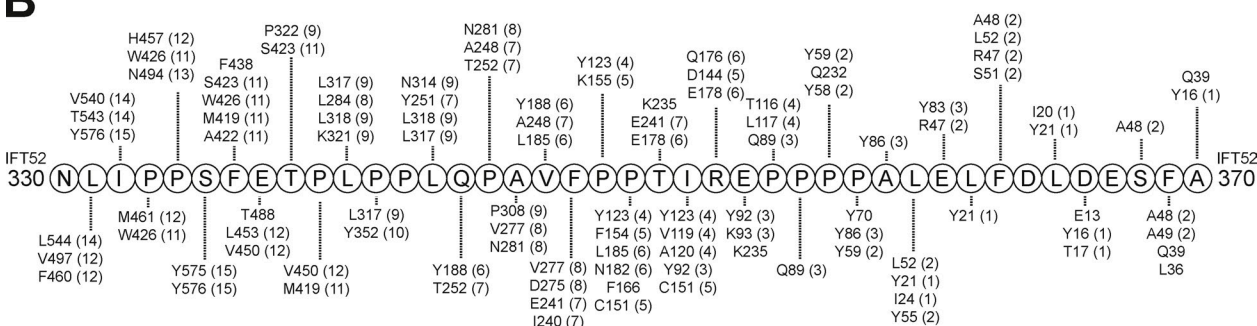 B
V540 (14)
T543 (14)
Y576 (15)
H457 (12)
W426 (11)
N494 (13)
F438
S423 (11)
W426 (11)
M419 (11)
A422 (11)
P322 (9)
S423 (11)
L317 (9)
L284 (8)
L318 (9)
K321 (9)
N314 (9)
Y251 (7)
L318 (9)
L317 (9)
N281 (8)
A248 (7)
T252 (7)
Y188 (6)
A248 (7)
L185 (6)
Y123 (4)
K155 (5)
K235
E241 (7)
E178 (6)
Q176 (6)
D144 (5)
E178 (6)
T116 (4)
L117 (4)
Q89 (3)
Y59 (2)
Q232
Y58 (2)
Y86 (3)
Y83 (3)
R47 (2)
A48 (2)
L52 (2)
R47 (2)
S51 (2)
I20 (1)
Y21 (1)
A48 (2)
Q39
Y16 (1)
IFT52
330 N L I P P S F E T P L P P L Q P A V F P P T I R E P P P P A L E L F D L D E S F A 370
IFT52
L544 (14)
V497 (12)
F460 (12)
M461 (12)
W426 (11)
Y575 (15)
Y576 (15)
T488
L453 (12)
V450 (12)
V450 (12)
M419 (11)
L317 (9)
Y352 (10)
Y188 (6)
T252 (7)
P308 (9)
V277 (8)
N281 (8)
V277 (8)
D275 (8)
E241 (7)
I240 (7)
Y123 (4)
F154 (5)
L185 (6)
N182 (6)
F166
C151 (5)
Y123 (4)
V119 (4)
A120 (4)
Y92 (3)
C151 (5)
Y92 (3)
K93 (3)
K235
Q89 (3)
Y70
Y86 (3)
Y59 (2)
L52 (2)
Y21 (1)
I24 (1)
Y55 (2)
Y21 (1)
E13
Y16 (1)
T17 (1)
A48 (2)
A49 (2)
Q39
L36